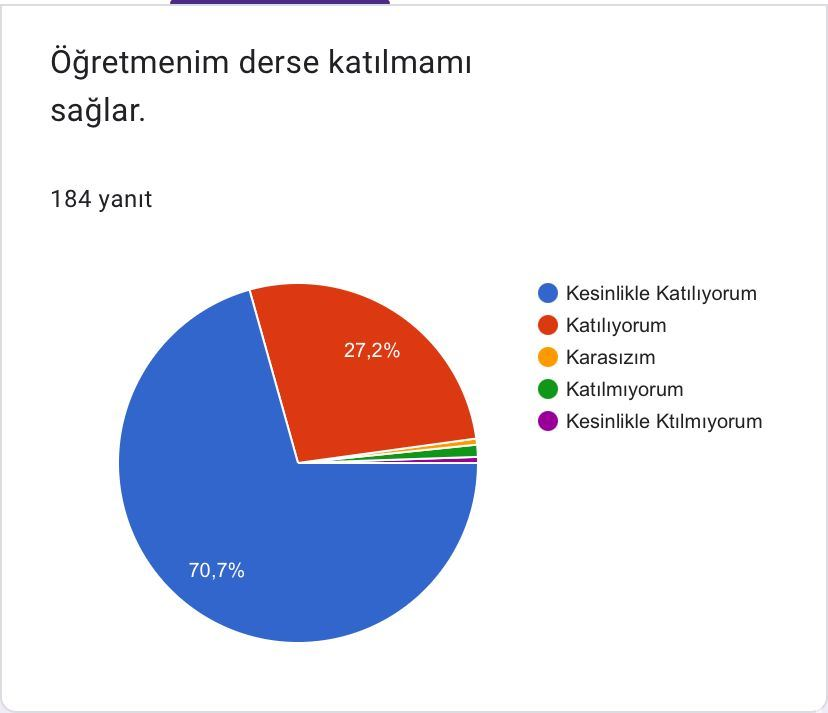 Öğretmenim derse katılmamı
sağlar.
184 yanıt
27,2%
70,7%
Kesinlikle Katılıyorum
Katılıyorum
Karasızım
Katılmıyorum
Kesinlikle Ktılmıyorum